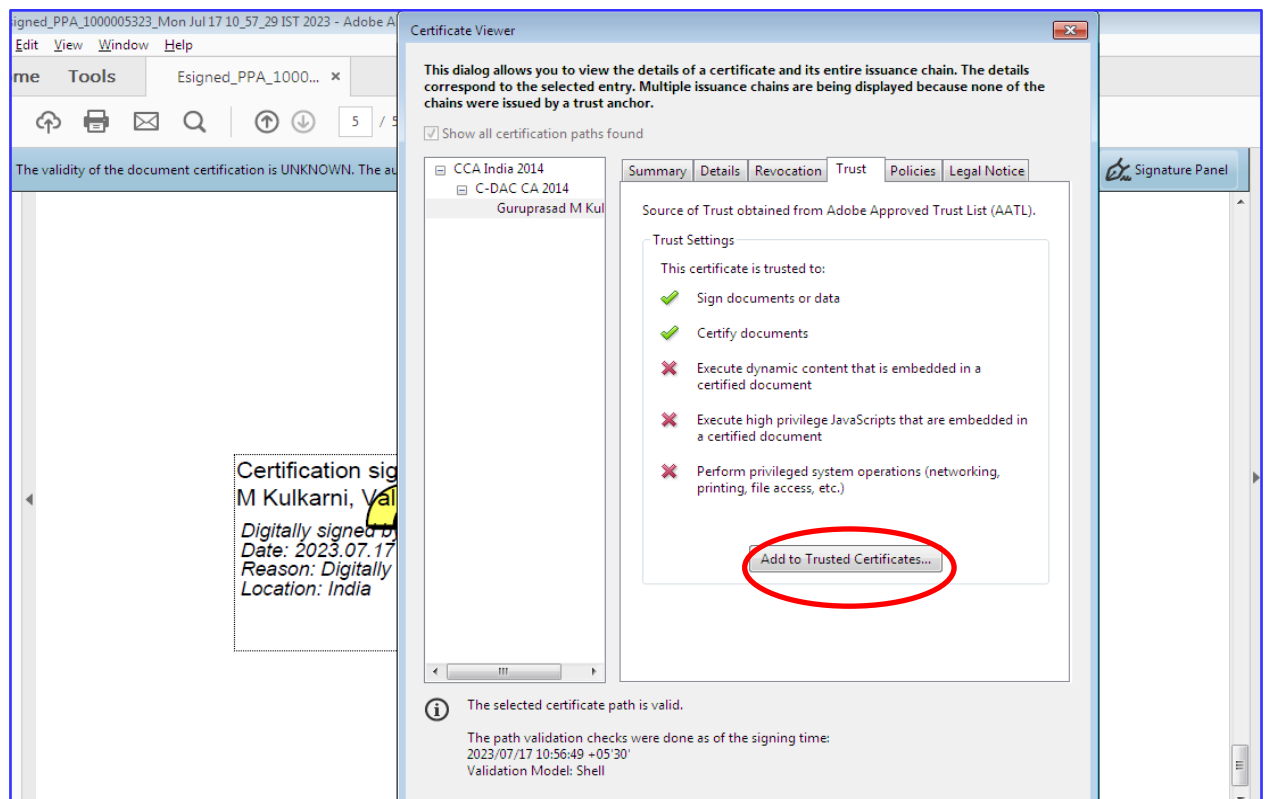 igned_PPA_1000005323_Mon Jul 17 10_57_29 IST 2023 - Adobe A
Edit View Window Help
me Tools Esigned_PPA_1000... ×
5 / 5
The validity of the document certification is UNKNOWN. The au
Signature Panel
Certification sig
M Kulkarni, Val
Digitally signed by
Date: 2023.07.17
Reason: Digitally
Location: India
Certificate Viewer
This dialog allows you to view the details of a certificate and its entire issuance chain. The details
correspond to the selected entry. Multiple issuance chains are being displayed because none of the
chains were issued by a trust anchor.
Show all certification paths found
CCA India 2014
C-DAC CA 2014
Guruprasad M Kul
Summary Details Revocation Trust Policies Legal Notice
Source of Trust obtained from Adobe Approved Trust List (AATL).
Trust Settings
This certificate is trusted to:
Sign documents or data
Certify documents
Execute dynamic content that is embedded in a
certified document
Execute high privilege JavaScripts that are embedded in
a certified document
Perform privileged system operations (networking,
printing, file access, etc.)
Add to Trusted Certificates...
The selected certificate path is valid.
The path validation checks were done as of the signing time:
2023/07/17 10:56:49 +05'30'
Validation Model: Shell